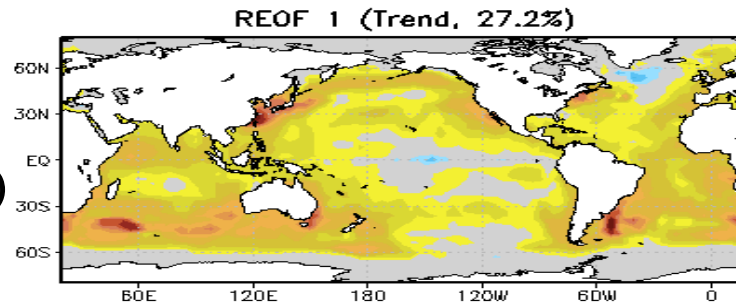 REOF 1 (Trend, 27.2%)
60N
30N
EQ
30S
60S
60E 120E 180 120W 60W 0